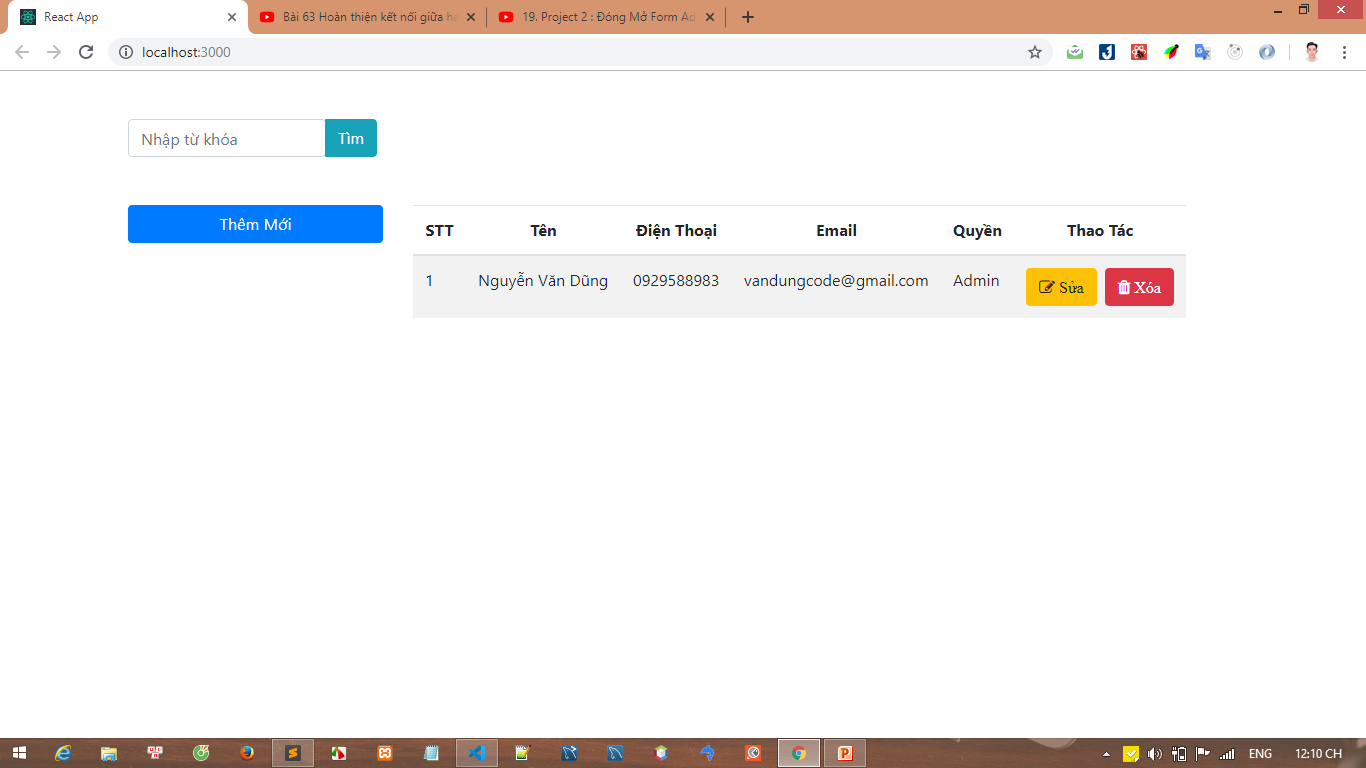 React App
Bài 63 Hoàn thiện kết nối giữa ha
19. Project 2 : Đóng Mở Form Ad
localhost:3000
Nhập từ khóa
Tìm
Thêm Mới
STT Tên Điện Thoại Email Quyền Thao Tác
1 Nguyễn Văn Dũng 0929588983 vandungcode@gmail.com Admin Sửa Xóa
ENG 12:10 CH